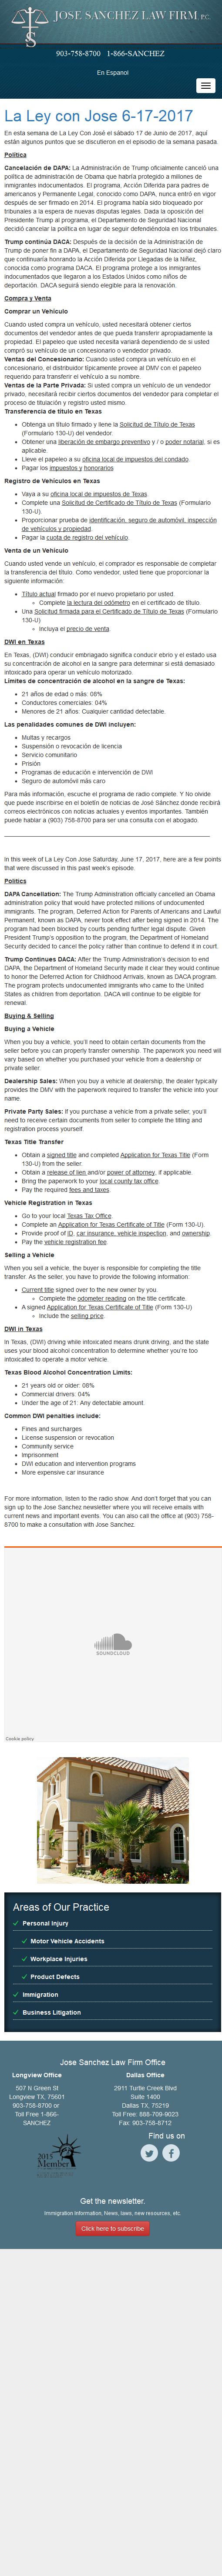 JOSE SANCHEZ LAW FIRM, P.C.
903-758-8700 1-866-SANCHEZ
En Espanol
La Ley con Jose 6-17-2017
En esta semana de La Ley Con José el sábado 17 de Junio de 2017, aquí
están algunos puntos que se discutieron en el episodio de la semana pasada.
Política
Cancelación de DAPA: La Administración de Trump oficialmente canceló una
política de inmigración de Obama que habría protegido a millones de
inmigrantes indocumentados. El programa, Acción Diferida para padres de
americanos y Permanente Legal, conocido como DAPA, nunca entró en vigor
después de ser firmado en 2014. El programa había sido bloqueado por
tribunales a la espera de nuevas disputas legales. Dada la oposición del
Presidente Trump al programa, el Departamento de Seguridad Nacional
decidió cancelar la acción en lugar de seguir defendiéndola en la corte.
Trump continúa DACA: Después de la decisión de la Administración de
Trump con respecto a DAPA, el Departamento de Seguridad Nacional dejó claro
que continuaría honrando la Acción Diferida por Llegadas de la Niñez,
conocida como programa DACA. El programa protege a los inmigrantes
indocumentados que llegaron a los Estados Unidos como niños de
deportación. DACA seguirá siendo elegible para la renovación.
Compra y Venta
Comprar un Vehículo
Cuando usted compra un vehículo, usted necesitará obtener ciertos
documentos del vendedor antes de que pueda transferir apropiadamente la
propiedad. El papeleo que necesite variará dependiendo de si usted
compró su vehículo de un concesionario o vendedor privado.
Ventas del Concesionario: Cuando usted compra un vehículo en el
concesionario, el distribuidor típicamente provee al DMV con el papeleo
requerido para transferir el vehículo a su nombre.
Ventas de la Parte Privada: Si usted compra un vehículo de un vendedor
privado, necesitará recibir ciertos documentos del vendedor para completar el
proceso de titulación y registro usted mismo.
Transferencia de título en Texas
Obtenga un título firmado y llene la Solicitud de Título de Texas
(Formulario 130-U) del vendedor.
Obtener una liberación de embargo preventivo y / o poder notarial, si es
aplicable.
Lleve el papeleo a su oficina local de impuestos del condado.
Pague los impuestos y honorarios
Registro de Vehículos en Texas
Vaya a su oficina local de impuestos de Texas.
Complete una Solicitud de Certificado de Título de Texas (Formulario
130-U).
Proporcionar prueba de identificación, seguro de automóvil, inspección
de vehículos y propiedad.
Pagar la cuota de registro del vehículo.
Venta de un Vehículo
Cuando usted vende un vehículo, el comprador es responsable de completar
la transferencia del título. Como vendedor, usted tiene que proporcionar la
siguiente información:
Título actual firmado por el nuevo propietario por usted.
Complete la lectura del odómetro en el certificado de título.
Una Solicitud firmada para el Certificado de Título de Texas (Formulario
130-U)
Incluya el precio de venta.
DWI en Texas
En Texas, (DWI) conducir embriagado significa conducir ebrio y el estado usa
su concentración de alcohol en la sangre para determinar si está demasiado
intoxicado para operar un vehículo motorizado.
Límites de concentración de alcohol en la sangre de Texas:
21 años de edad o más: 08%
Conductores comerciales: 04%
Menores de 21 años. Cualquier cantidad detectable.
Las penalidades comunes de DWI incluyen:
Multas y recargos
Suspensión o revocación de licencia
Servicio comunitario
Prisión
Programas de educación e intervención de DWI
Seguro de automóvil más caro
Para más información, escuche el programa de radio completo. Y no olvide
que puede inscribirse en el boletín de noticias de José Sánchez donde recibirá
correos electrónicos con noticias actuales y eventos importantes. También
puede hablar a (903) 758-8700 para ser una consulta con el abogado.
In this week of La Ley Con Jose Saturday, June 17, 2017, here are a few points
that were discussed in this past week's episode.
Politics
DAPA Cancellation: The Trump Administration officially cancelled an Obama
administration policy that would have protected millions of undocumented
immigrants. The program, Deferred Action for Parents of Americans and Lawful
Permanent, known as DAPA, never took effect after being signed in 2014. The
program had been blocked by courts pending further legal dispute. Given
President Trump's opposition to the program, the Department of Homeland
Security decided to cancel the policy rather than continue to defend it in court.
Trump Continues DACA: After the Trump Administration's decision to end
DAPA, the Department of Homeland Security made it clear they would continue
to honor the Deferred Action for Childhood Arrivals, known as DACA program.
The program protects undocumented immigrants who came to the United
States as children from deportation. DACA will continue to be eligible for
renewal.
Buying & Selling
Buying a Vehicle
When you buy a vehicle, you'll need to obtain certain documents from the
seller before you can properly transfer ownership. The paperwork you need will
vary based on whether you purchased your vehicle from a dealership or
private seller.
Dealership Sales: When you buy a vehicle at dealership, the dealer typically
provides the DMV with the paperwork required to transfer the vehicle into your
name.
Private Party Sales: If you purchase a vehicle from a private seller, you'll
need to receive certain documents from seller to complete the titling and
registration process yourself.
Texas Title Transfer
Obtain a signed title and completed Application for Texas Title (Form
130-U) from the seller.
Obtain a release of lien and/or power of attorney, if applicable.
Bring the paperwork to your local county tax office.
Pay the required fees and taxes.
Vehicle Registration in Texas
Go to your local Texas Tax Office.
Complete an Application for Texas Certificate of Title (Form 130-U).
Provide proof of ID, car insurance, vehicle inspection, and ownership.
Pay the vehicle registration fee.
Selling a Vehicle
When you sell a vehicle, the buyer is responsible for completing the title
transfer. As the seller, you have to provide the following information:
Current title signed over to the new owner by you.
Complete the odometer reading on the title certificate.
A signed Application for Texas Certificate of Title (Form 130-U)
Include the selling price.
DWI in Texas
In Texas, (DWI) driving while intoxicated means drunk driving, and the state
uses your blood alcohol concentration to determine whether you're too
intoxicated to operate a motor vehicle.
Texas Blood Alcohol Concentration Limits:
21 years old or older: 08%
Commercial drivers: 04%
Under the age of 21: Any detectable amount.
Common DWI penalties include:
Fines and surcharges
License suspension or revocation
Community service
Imprisonment
DWI education and intervention programs
More expensive car insurance
For more information, listen to the radio show. And don't forget that you can
sign up to the Jose Sanchez newsletter where you will receive emails with
current news and important events. You can also call the office at (903) 758-
8700 to make a consultation with Jose Sanchez.
SOUNDCLOUD
Cookie policy
Areas of Our Practice
Personal Injury
Motor Vehicle Accidents
Workplace Injuries
Product Defects
Immigration
Business Litigation
Jose Sanchez Law Firm Office
Longview Office
507 N Green St
Longview TX, 75601
903-758-8700 or
Toll Free 1-866-
SANCHEZ
2015
Member
Dallas Office
2911 Turtle Creek Blvd
Suite 1400
Dallas TX, 75219
Toll Free: 888-709-9023
Fax: 903-758-8712
Find us on
Get the newsletter.
Immigration Information, News, laws, new resources, etc.
Click here to subscribe